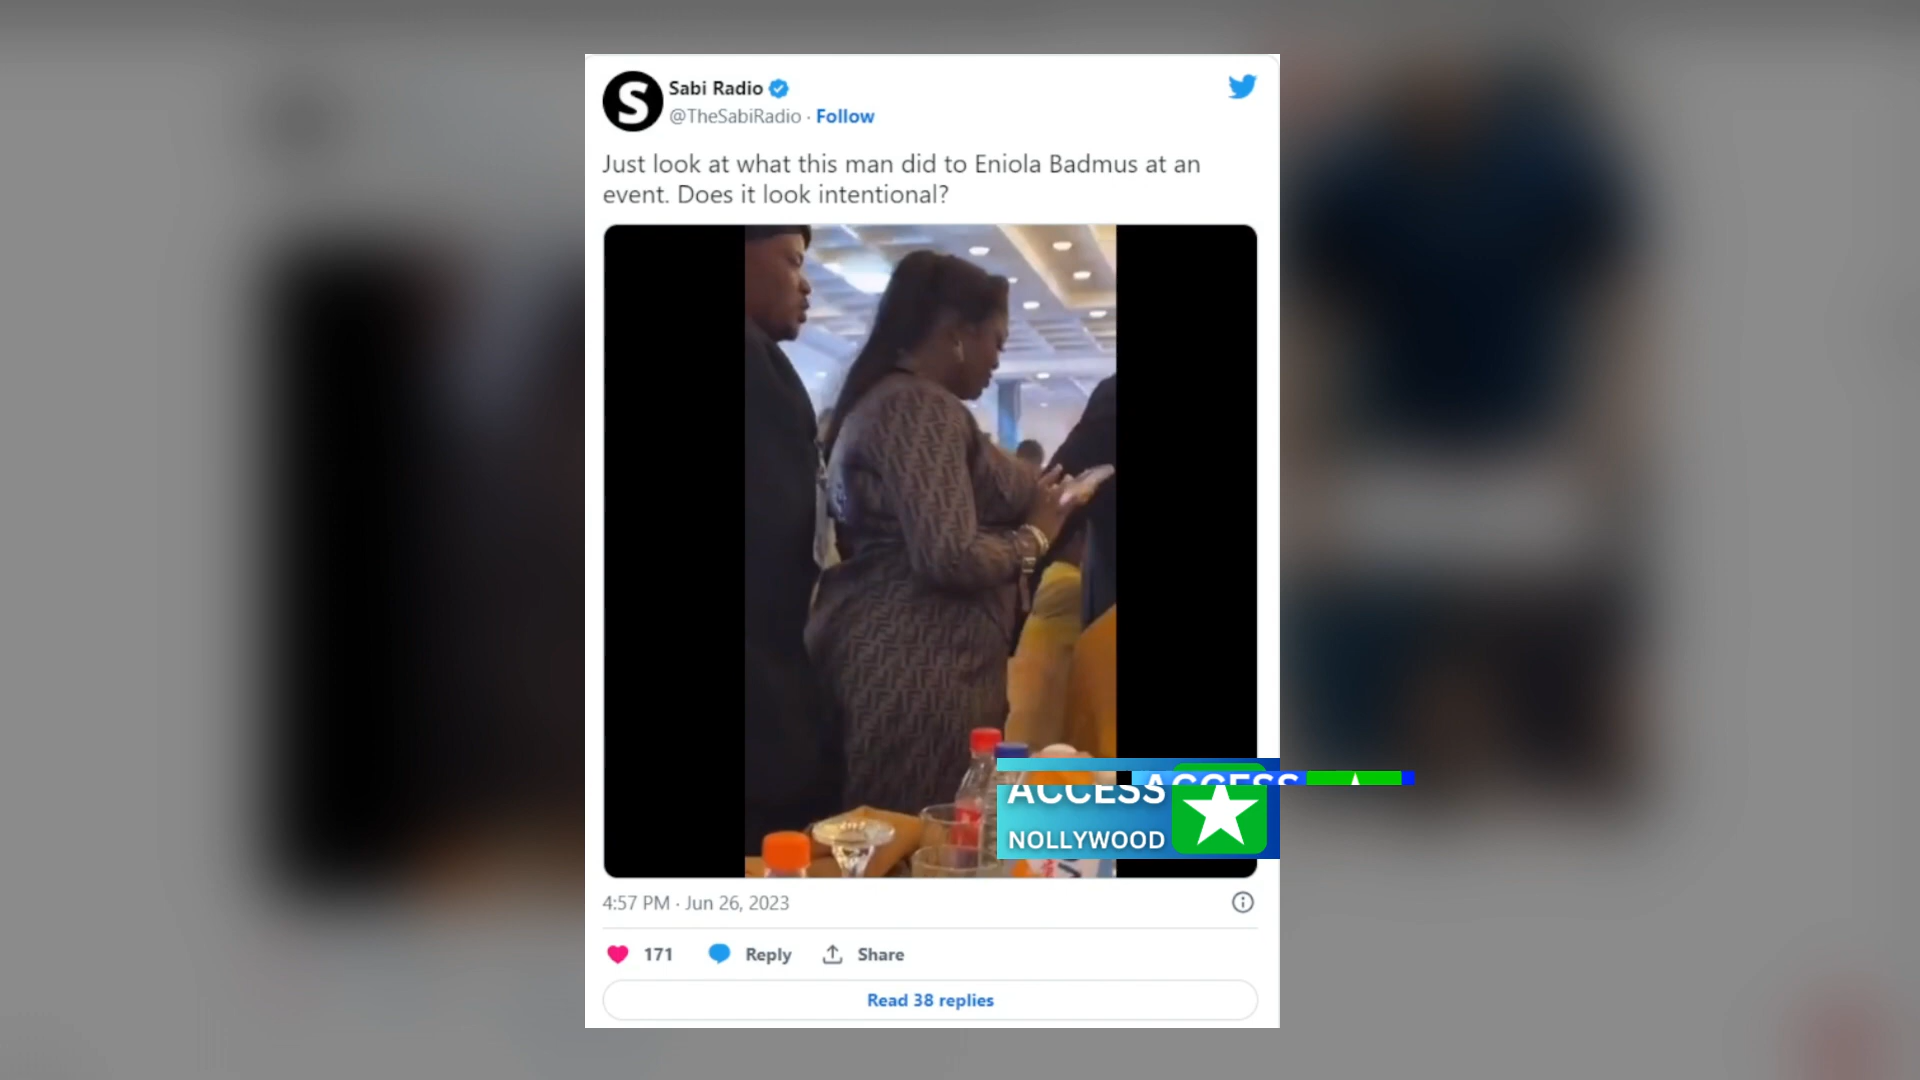 S
Sabi Radio
@TheSabiRadio · Follow
Just look at what this man did to Eniola Badmus at an
event. Does it look intentional?
ACCESS
ACCESS
NOLLYWOOD
4:57 PM · Jun 26, 2023
171
Reply
Share
Read 38 replies